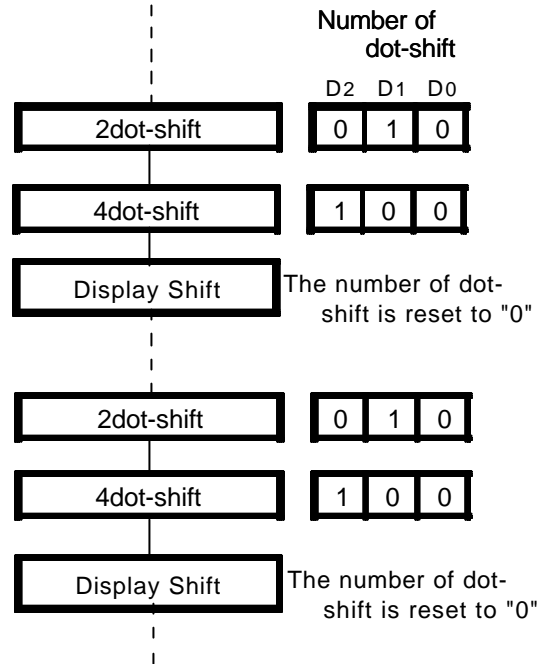 Number of
dot-shift
D2 D1 D0
2dot-shift 0 1 0
4dot-shift 1 0 0
Display Shift The number of dot-
shift is reset to "0"
2dot-shift 0 1 0
4dot-shift 1 0 0
Display Shift The number of dot-
shift is reset to "0"